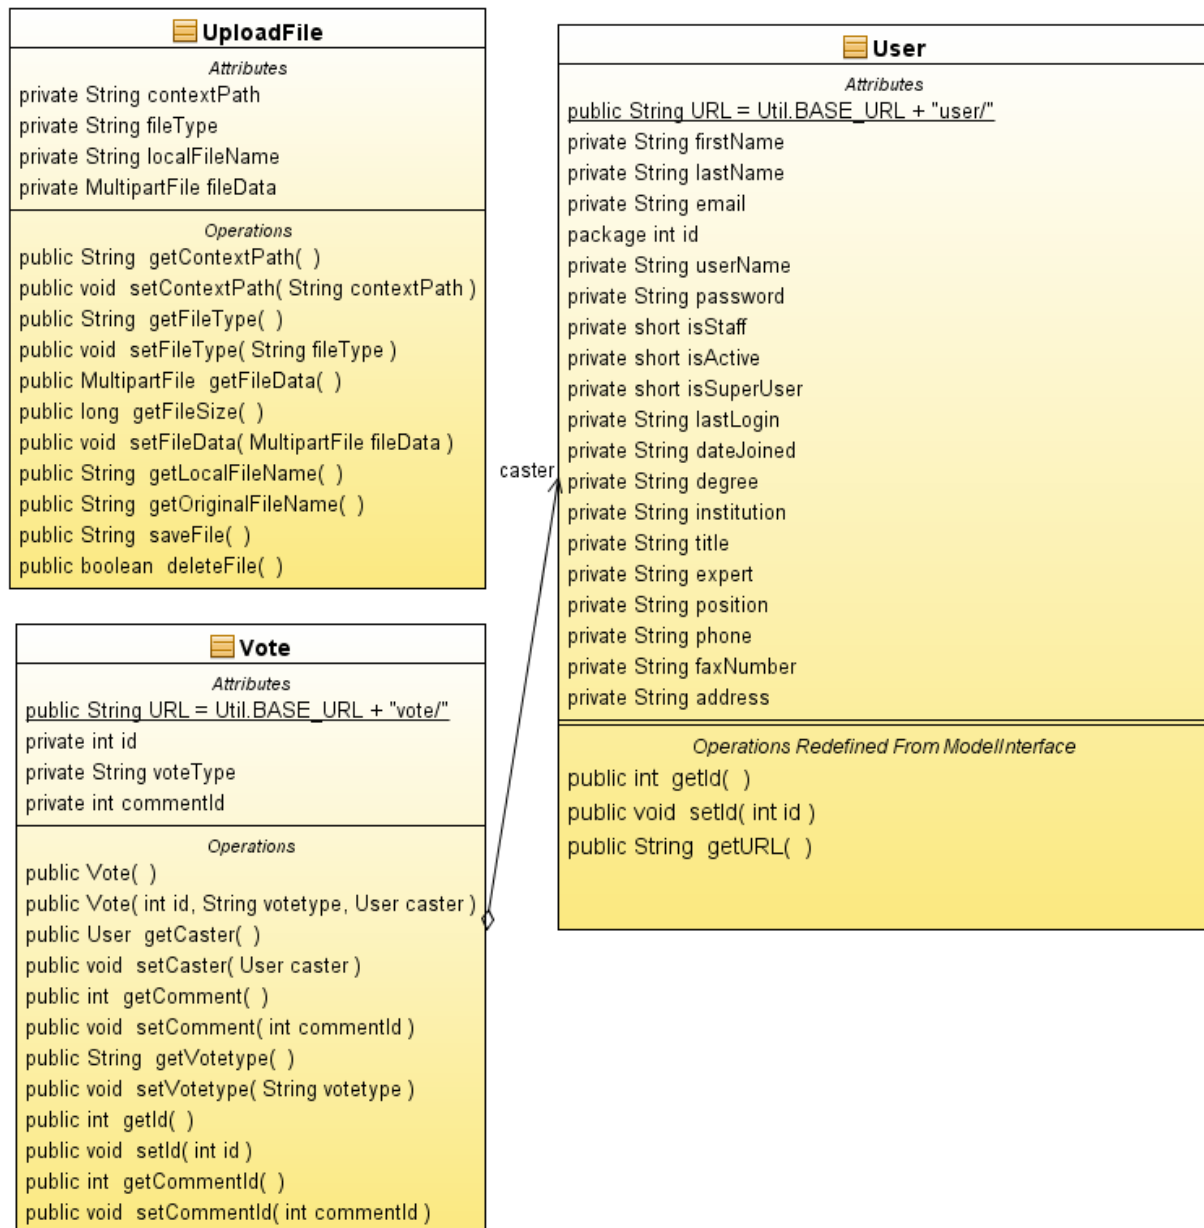 UploadFile
Attributes
private String contextPath
private String fileType
private String localFileName
private MultipartFile fileData
Operations
public String getContextPath( )
public void setContextPath( String contextPath )
public String getFileType( )
public void setFileType( String fileType )
public MultipartFile getFileData( )
public long getFileSize( )
public void setFileData( MultipartFile fileData )
public String getLocalFileName( )
public String getOriginalFileName( )
public String saveFile( )
public boolean deleteFile( )
Vote
Attributes
public String URL = Util.BASE_URL + "vote/"
private int id
private String voteType
private int commentId
Operations
public Vote( )
public Vote( int id, String votetype, User caster )
public User getCaster( )
public void setCaster( User caster )
public int getComment( )
public void setComment( int commentId )
public String getVotetype( )
public void setVotetype( String votetype )
public int getId( )
public void setId( int id )
public int getCommentId( )
public void setCommentId( int commentId )
caster
User
Attributes
public String URL = Util.BASE_URL + "user/"
private String firstName
private String lastName
private String email
package int id
private String userName
private String password
private short isStaff
private short isActive
private short isSuperUser
private String lastLogin
private String dateJoined
private String degree
private String institution
private String title
private String expert
private String position
private String phone
private String faxNumber
private String address
Operations Redefined From ModelInterface
public int getId( )
public void setId( int id )
public String getURL( )